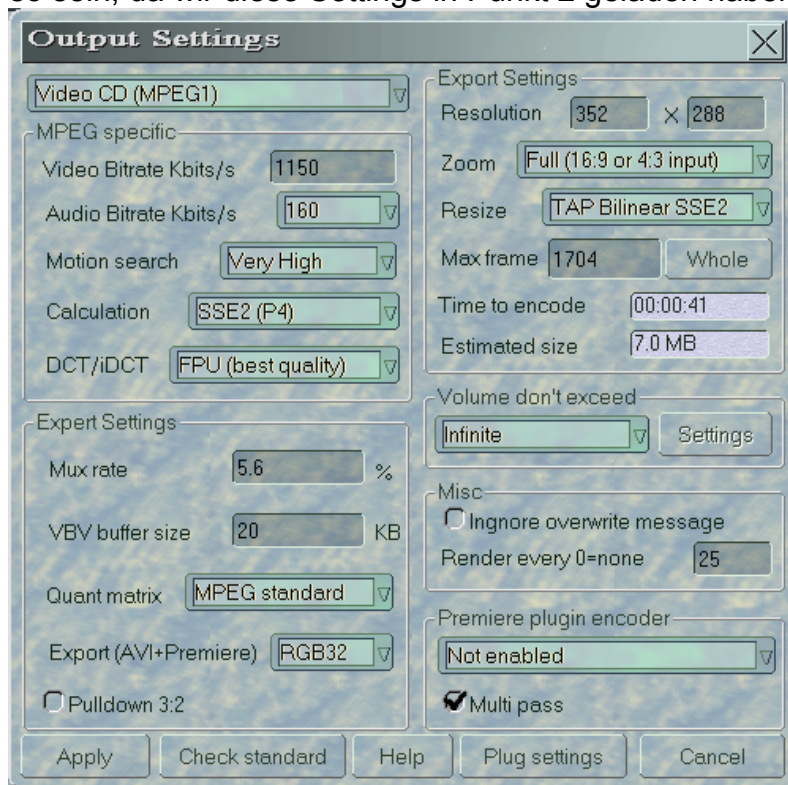 Output Settings
Video CD (MPEG1)
MPEG specific
Video Bitrate Kbits/s 1150
Audio Bitrate Kbits/s 160
Motion search Very High
Calculation SSE2 (P4)
DCT/iDCT FPU (best quality)
Expert Settings
Mux rate 5.6 %
VBV buffer size 20 KB
Quant matrix MPEG standard
Export (AVI+Premiere) RGB32
Pulldown 3:2
Export Settings
Resolution 352 X 288
Zoom Full (16:9 or 4:3 input)
Resize TAP Bilinear SSE2
Max frame 1704 Whole
Time to encode 00:00:41
Estimated size 7.0 MB
Volume don't exceed
Infinite Settings
Misc
Ingnore overwrite message
Render every 0=none 25
Premiere plugin encoder
Not enabled
Multi pass
Apply Check standard Help Plug settings Cancel